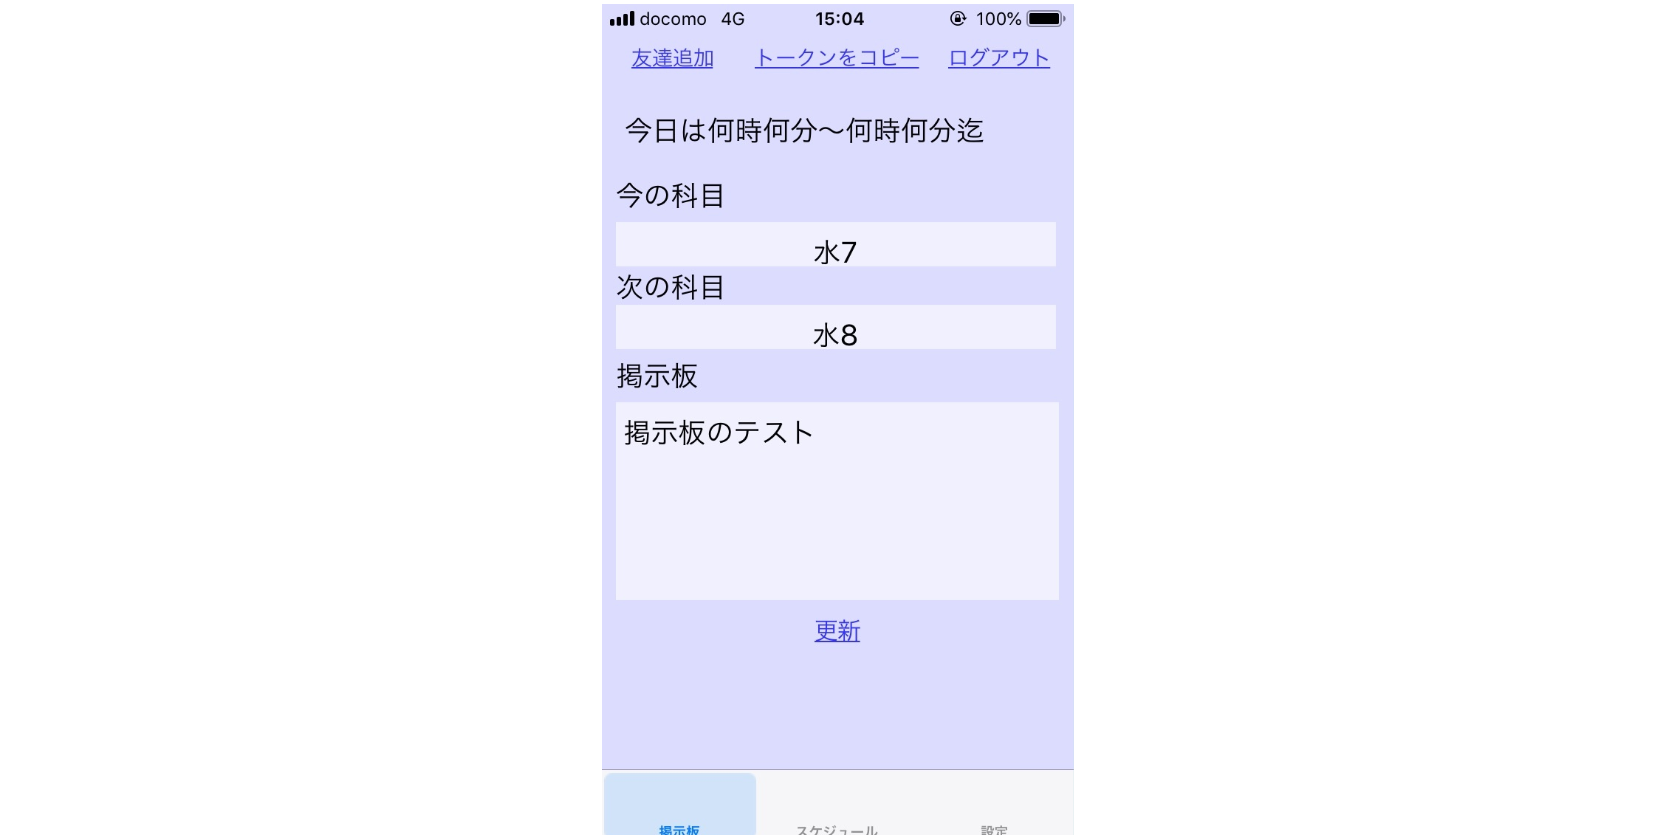 docomo 4G 15:04 100%
友達追加 トークンをコピー ログアウト
今日は何時何分～何時何分迄
今の科目
水7
次の科目
水8
掲示板
掲示板のテスト
更新
掲示板 スケジュール 設定